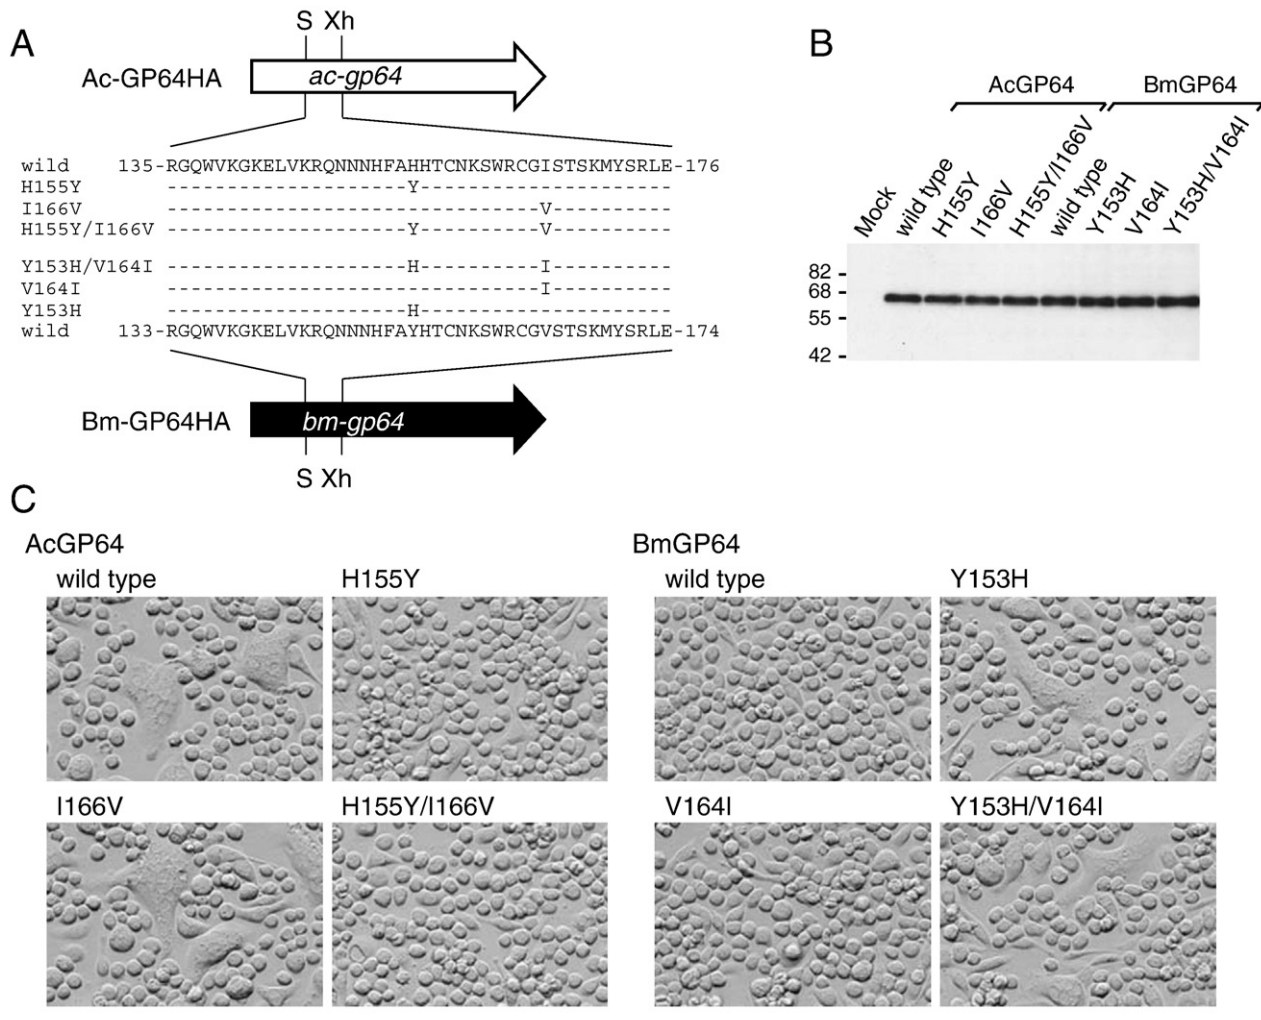 A
S Xh
Ac-GP64HA
ac-gp64
wild 135-RGQWVKGKELVKRQNNNHFAHHTCNKSWRCGISTSKMYSRLE-176
H155Y --------------------Y---------------------
I166V -------------------------------V----------
H155Y/I166V --------------------Y----------V----------
Y153H/V164I --------------------H----------I----------
V164I -------------------------------I----------
Y153H --------------------H---------------------
wild 133-RGQWVKGKELVKRQNNNHFAYHTCNKSWRCGVSTSKMYSRLE-174
Bm-GP64HA
bm-gp64
S Xh
B
AcGP64
BmGP64
Mock
wild type
H155Y
I166V
H155Y/I166V
wild type
Y153H
V164I
Y153H/V164I
82
68
55
42
C
AcGP64
wild type
H155Y
I166V
H155Y/I166V
BmGP64
wild type
Y153H
V164I
Y153H/V164I